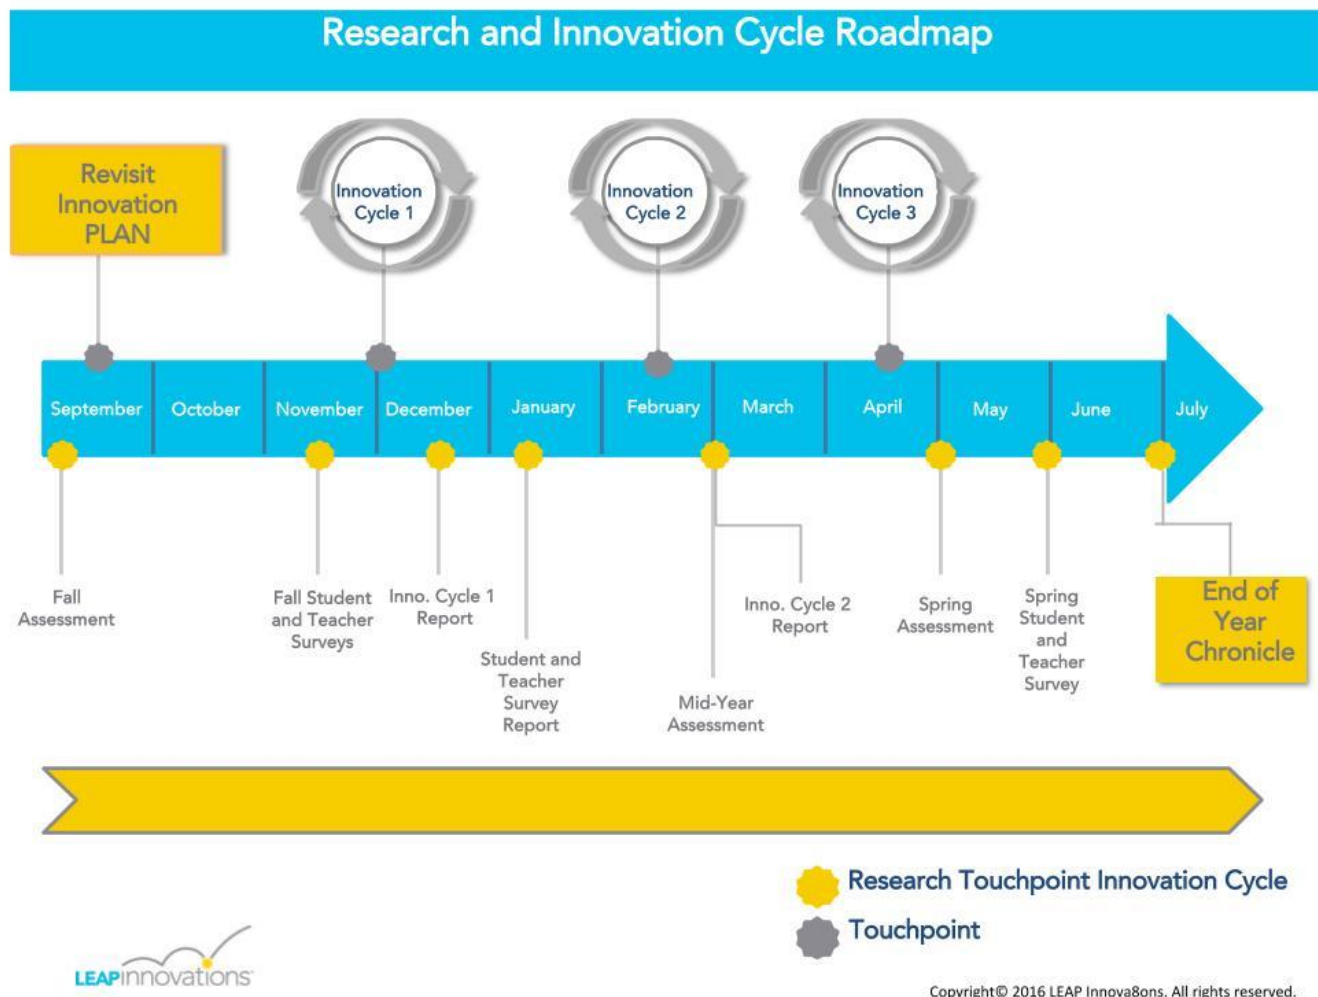 Research and Innovation Cycle Roadmap
Revisit
Innovation
PLAN
Innovation
Cycle 1
Innovation
Cycle 2
Innovation
Cycle 3
September
October
November
December
January
February
March
April
May
June
July
Fall
Assessment
Fall Student
and Teacher
Surveys
Inno. Cycle 1
Report
Student and
Teacher
Survey
Report
Mid-Year
Assessment
Inno. Cycle 2
Report
Spring
Assessment
Spring
Student
and
Teacher
Survey
End of
Year
Chronicle
Research Touchpoint Innovation Cycle
Touchpoint
LEAPinnovations
Copyright© 2016 LEAP Innova8ons. All rights reserved.